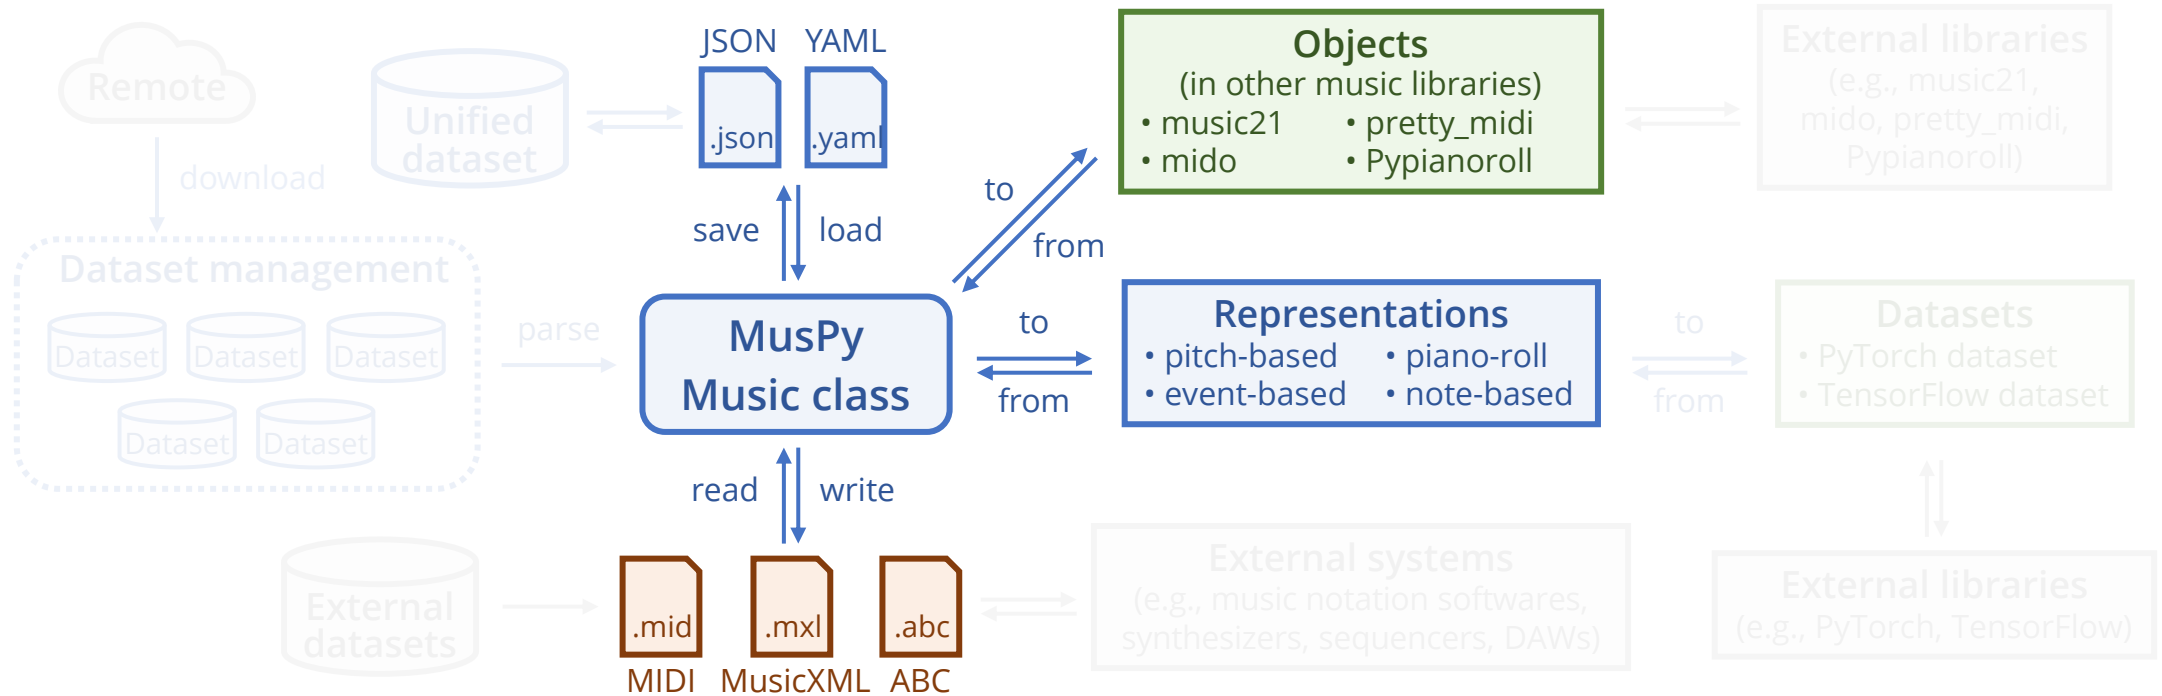 Remote
download
Unified
dataset
JSON YAML
.json .yaml
save load
Objects
(in other music libraries)
• music21 • pretty_midi
• mido • Pypianoroll
External libraries
(e.g., music21,
mido, pretty_midi,
Pypianoroll)
to
from
Dataset management
Dataset Dataset Dataset
Dataset Dataset
parse
MusPy
Music class
to
from
Representations
• pitch-based • piano-roll
• event-based • note-based
to
from
Datasets
• PyTorch dataset
• TensorFlow dataset
read write
External
datasets
.mid .mxl .abc
MIDI MusicXML ABC
External systems
(e.g., music notation softwares,
synthesizers, sequencers, DAWs)
External libraries
(e.g., PyTorch, TensorFlow)